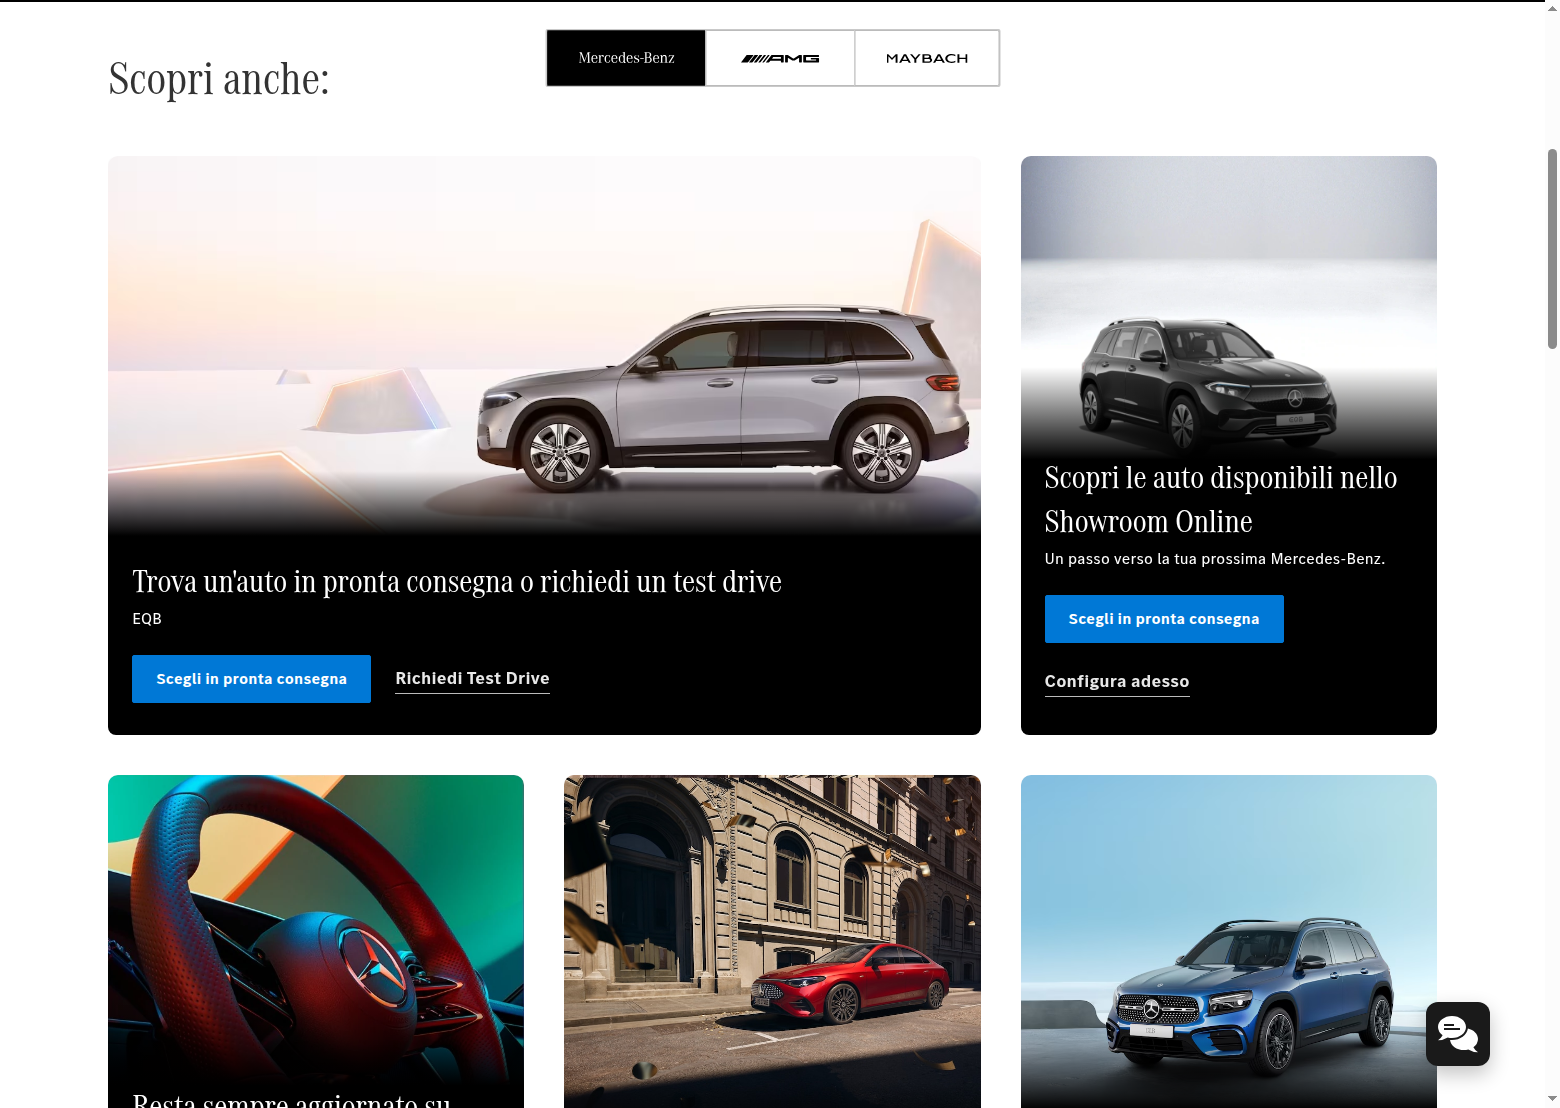 Scopri anche:
Mercedes-Benz
AMG
MAYBACH
Trova un'auto in pronta consegna o richiedi un test drive
EQB
Scegli in pronta consegna
Richiedi Test Drive
Scopri le auto disponibili nello
Showroom Online
Un passo verso la tua prossima Mercedes-Benz.
Scegli in pronta consegna
Configura adesso
Resta sempre aggiornato su